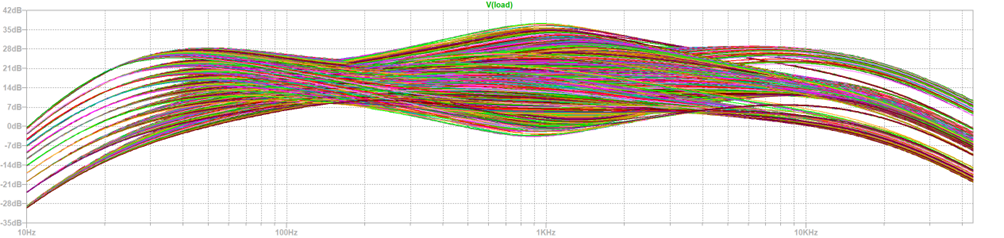 V(load)
42dB
35dB
28dB
21dB
14dB
7dB
0dB
-7dB
-14dB
-21dB
-28dB
-35dB
10Hz 100Hz 1KHz 10KHz